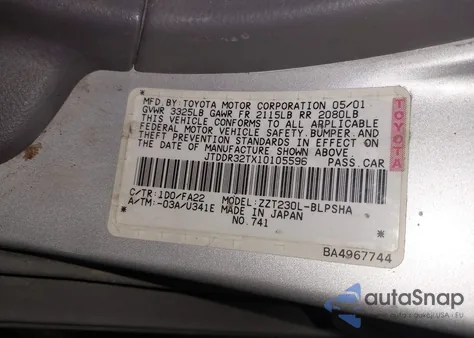 MFD.BY TOYOTA MOTOR CORPORATION 05/01
GVWR 3325LB GAWR FR 2115LB RR 2080LB
THIS VEHICLE CONFORMS TO ALL APPLICABLE
FEDERAL MOTOR VEHICLE SAFETY, BUMPER, AND
THEFT PREVENTION STANDARDS IN EFFECT ON
THE DATE OF MANUFACTURE SHOWN ABOVE.
JTDDR32TX10105596 PASS.CAR
C/TR: 1D0/FA22 MODEL: ZZT230L-BLPSHA
A/TM: -03A/U341E MADE IN JAPAN
NO.741
TOYOTA
BA4967744
autoSnap